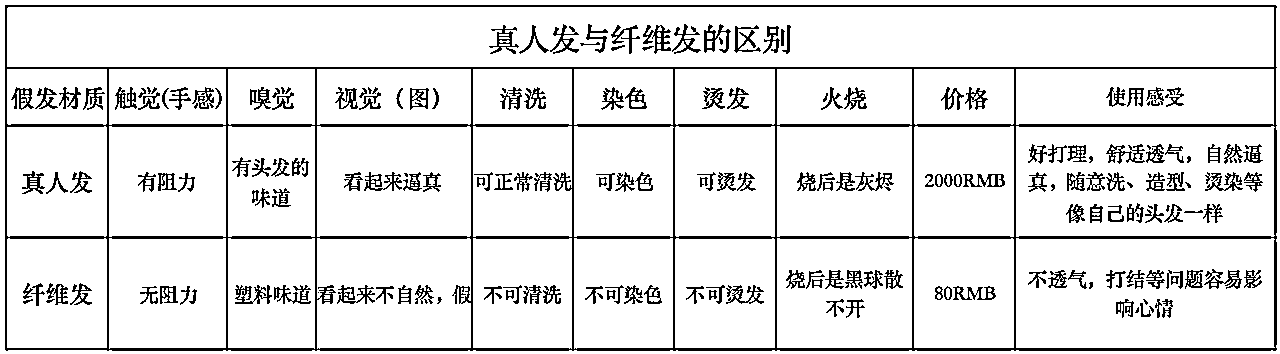 真人发与纤维发的区别
假发材质 触觉(手感) 嗅觉 视觉（图） 清洗 染色 烫发 火烧 价格 使用感受
真人发 有阻力 有头发的
味道 看起来逼真 可正常清洗 可染色 可烫发 烧后是灰烬 2000RMB 好打理，舒适透气，自然逼
真，随意洗、造型、烫染等
像自己的头发一样
纤维发 无阻力 塑料味道 看起来不自然，假 不可清洗 不可染色 不可烫发 烧后是黑球散
不开 80RMB 不透气，打结等问题容易影
响心情